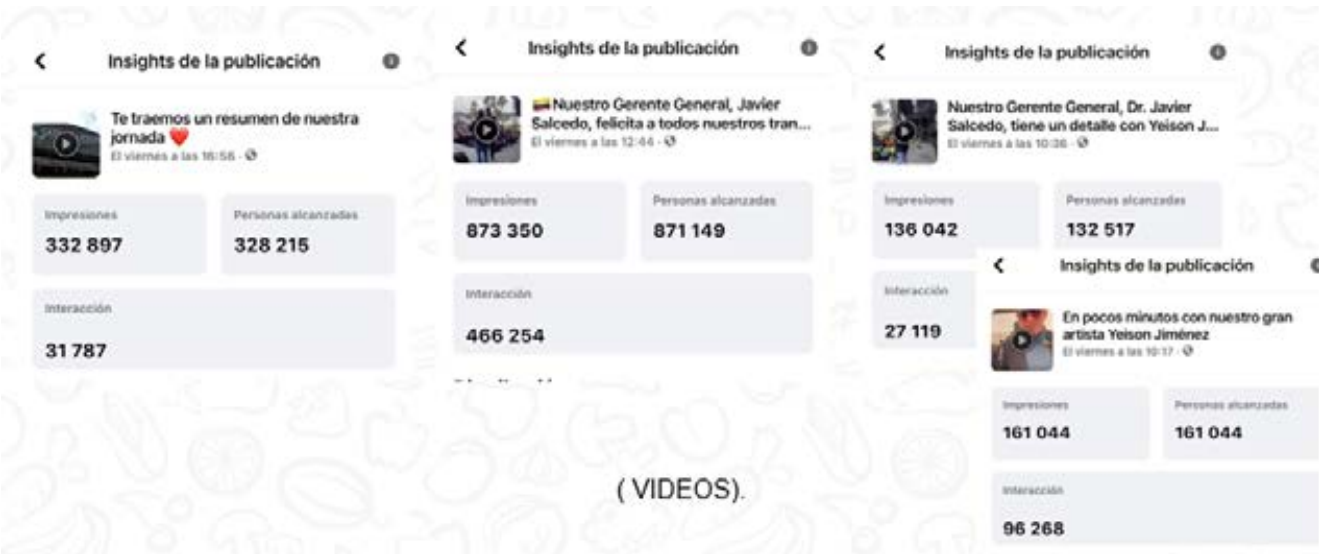 Insights de la publicación
Te traemos un resumen de nuestra
jornada ❤️
El viernes a las 16:56 ·
Impresiones
332 897
Personas alcanzadas
328 215
Interacción
31 787
Insights de la publicación
🇨🇴Nuestro Gerente General, Javier
Salcedo, felicita a todos nuestros tran...
El viernes a las 12:44 ·
Impresiones
873 350
Personas alcanzadas
871 149
Interacción
466 254
Insights de la publicación
Nuestro Gerente General, Dr. Javier
Salcedo, tiene un detalle con Yeison J...
El viernes a las 10:36 ·
Impresiones
136 042
Personas alcanzadas
132 517
Interacción
27 119
Insights de la publicación
En pocos minutos con nuestro gran
artista Yeison Jiménez
El viernes a las 10:17 ·
Impresiones
161 044
Personas alcanzadas
161 044
Interacción
96 268
( VIDEOS).